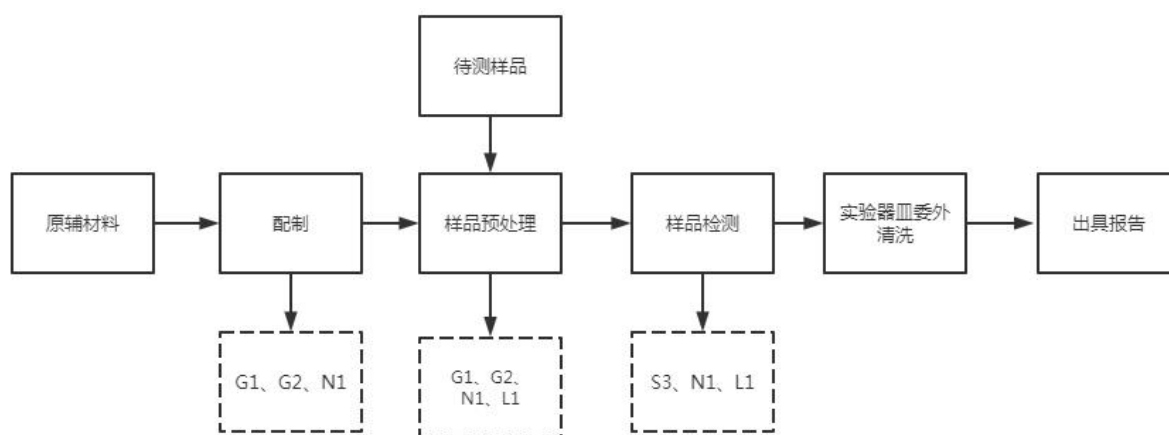 待测样品
原辅材料
配制
样品预处理
样品检测
实验器皿委外
清洗
出具报告
G1、G2、N1
G1、G2、
N1、L1
S3、N1、L1